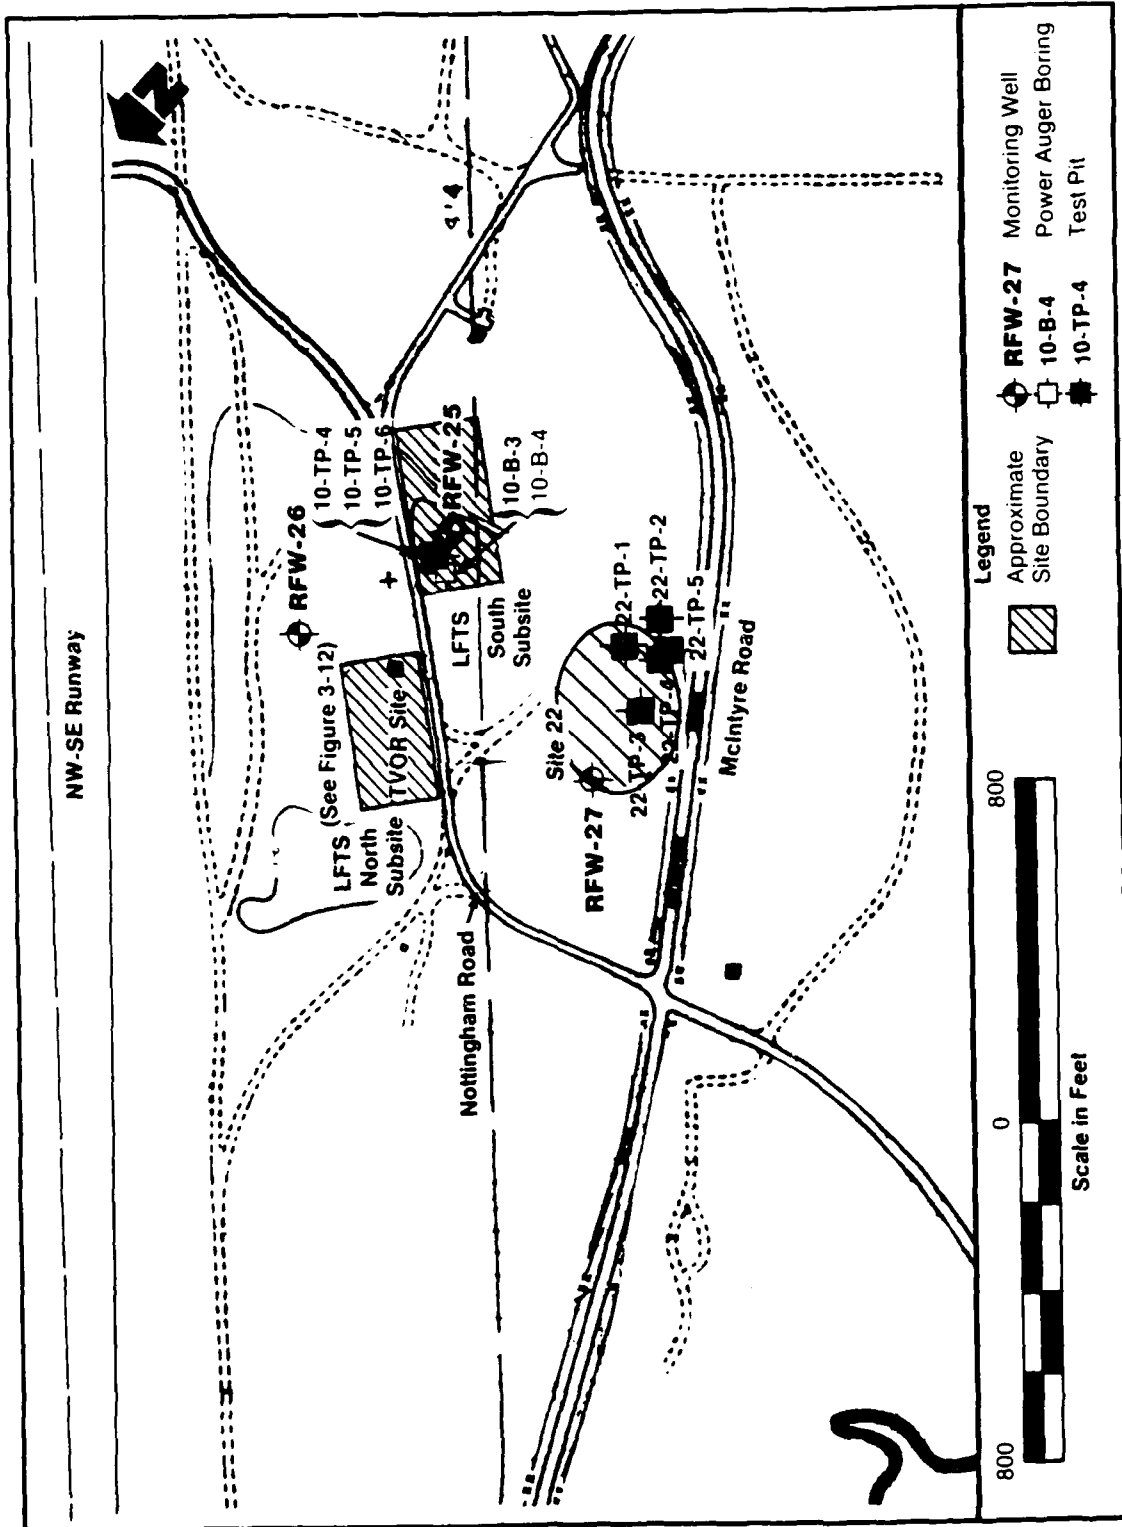 NW-SE Runway
N
RFW-26
10-TP-4
10-TP-5
10-TP-6
RFW-25
10-B-3
10-B-4
4'4
(See Figure 3-12)
LFTS
North
Subsite
TVOR Site
LFTS
South
Subsite
Nottingham Road
Site 22
22-TP-1
22-TP-2
22-TP-5
22-TP-3
22-TP-4
RFW-27
McIntyre Road
Legend
Approximate
Site Boundary
RFW-27 Monitoring Well
10-B-4 Power Auger Boring
10-TP-4 Test Pit
800 0 800
Scale in Feet